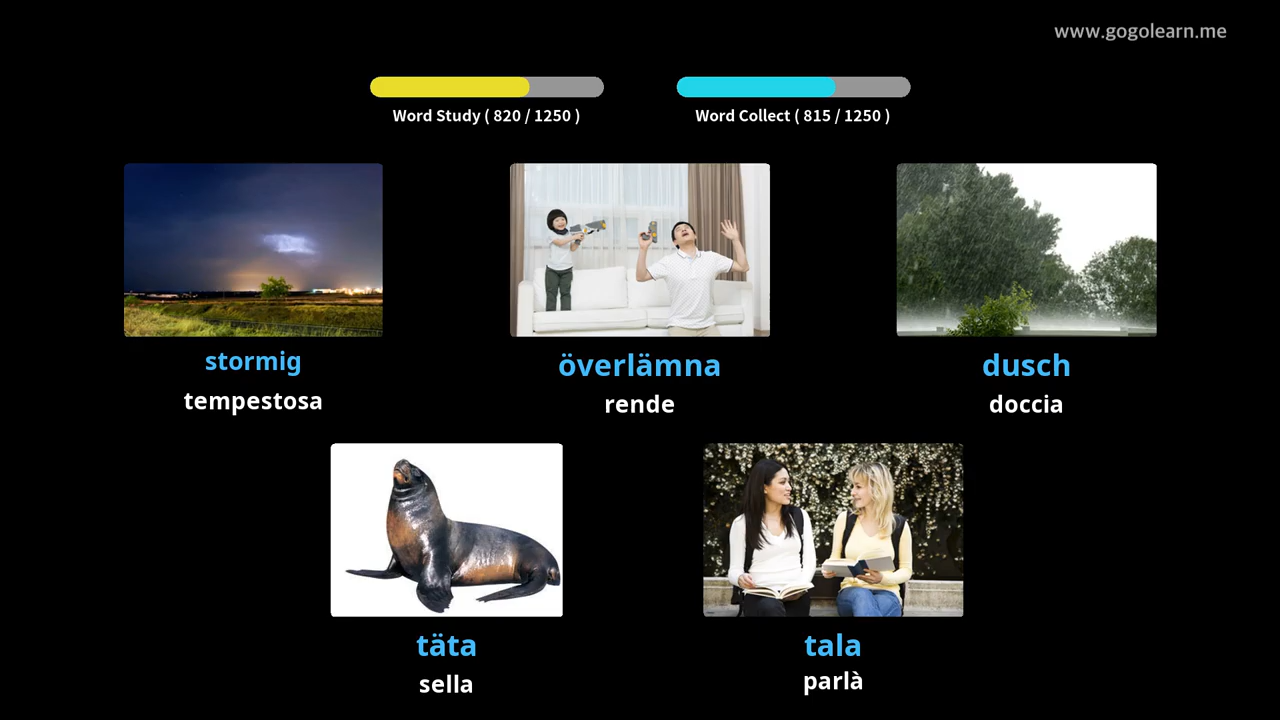 www.gogolearn.me
Word Study ( 820 / 1250 )
Word Collect ( 815 / 1250 )
stormig
tempestosa
överlämna
rende
dusch
doccia
täta
sella
tala
parlà